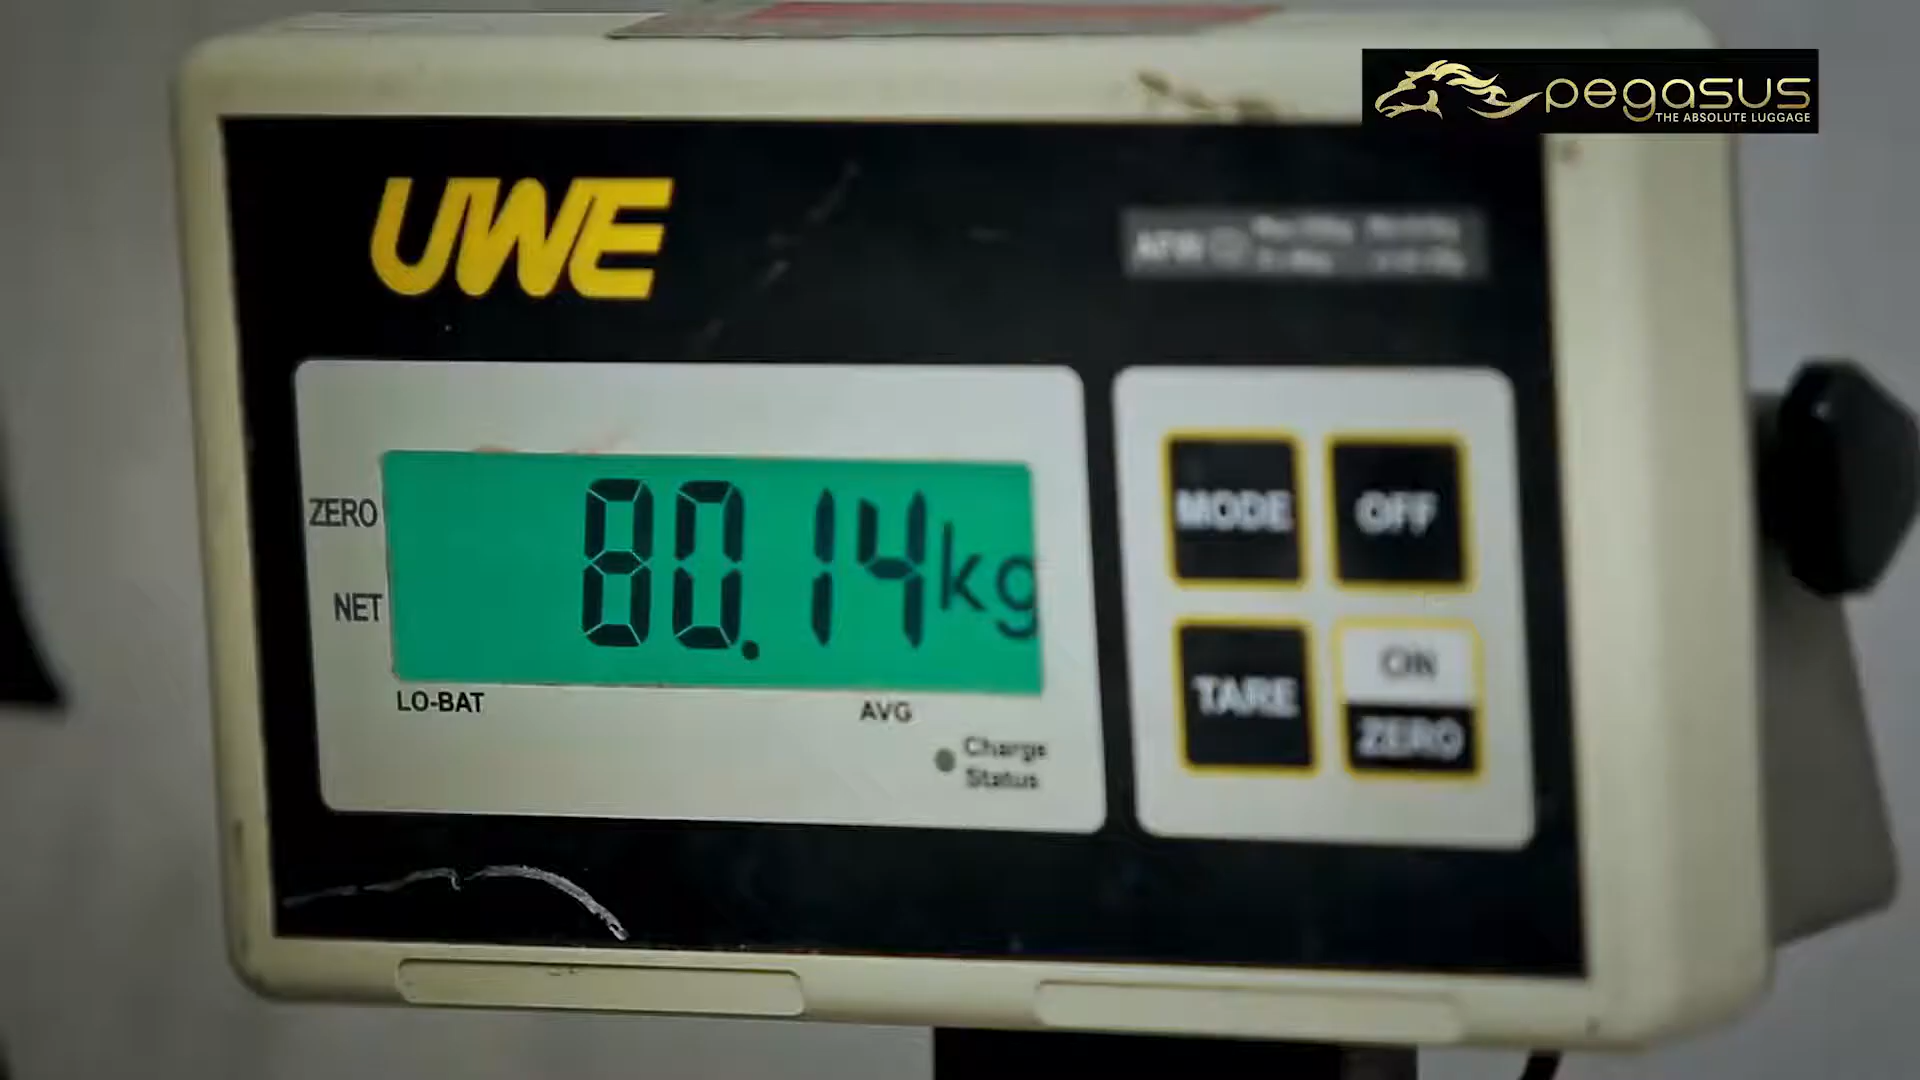 pegasus
THE ABSOLUTE LUGGAGE
UWE
ZERO
NET
80.14kg
LO-BAT
AVG
Charge
Status
MODE
OFF
TARE
ON
ZERO